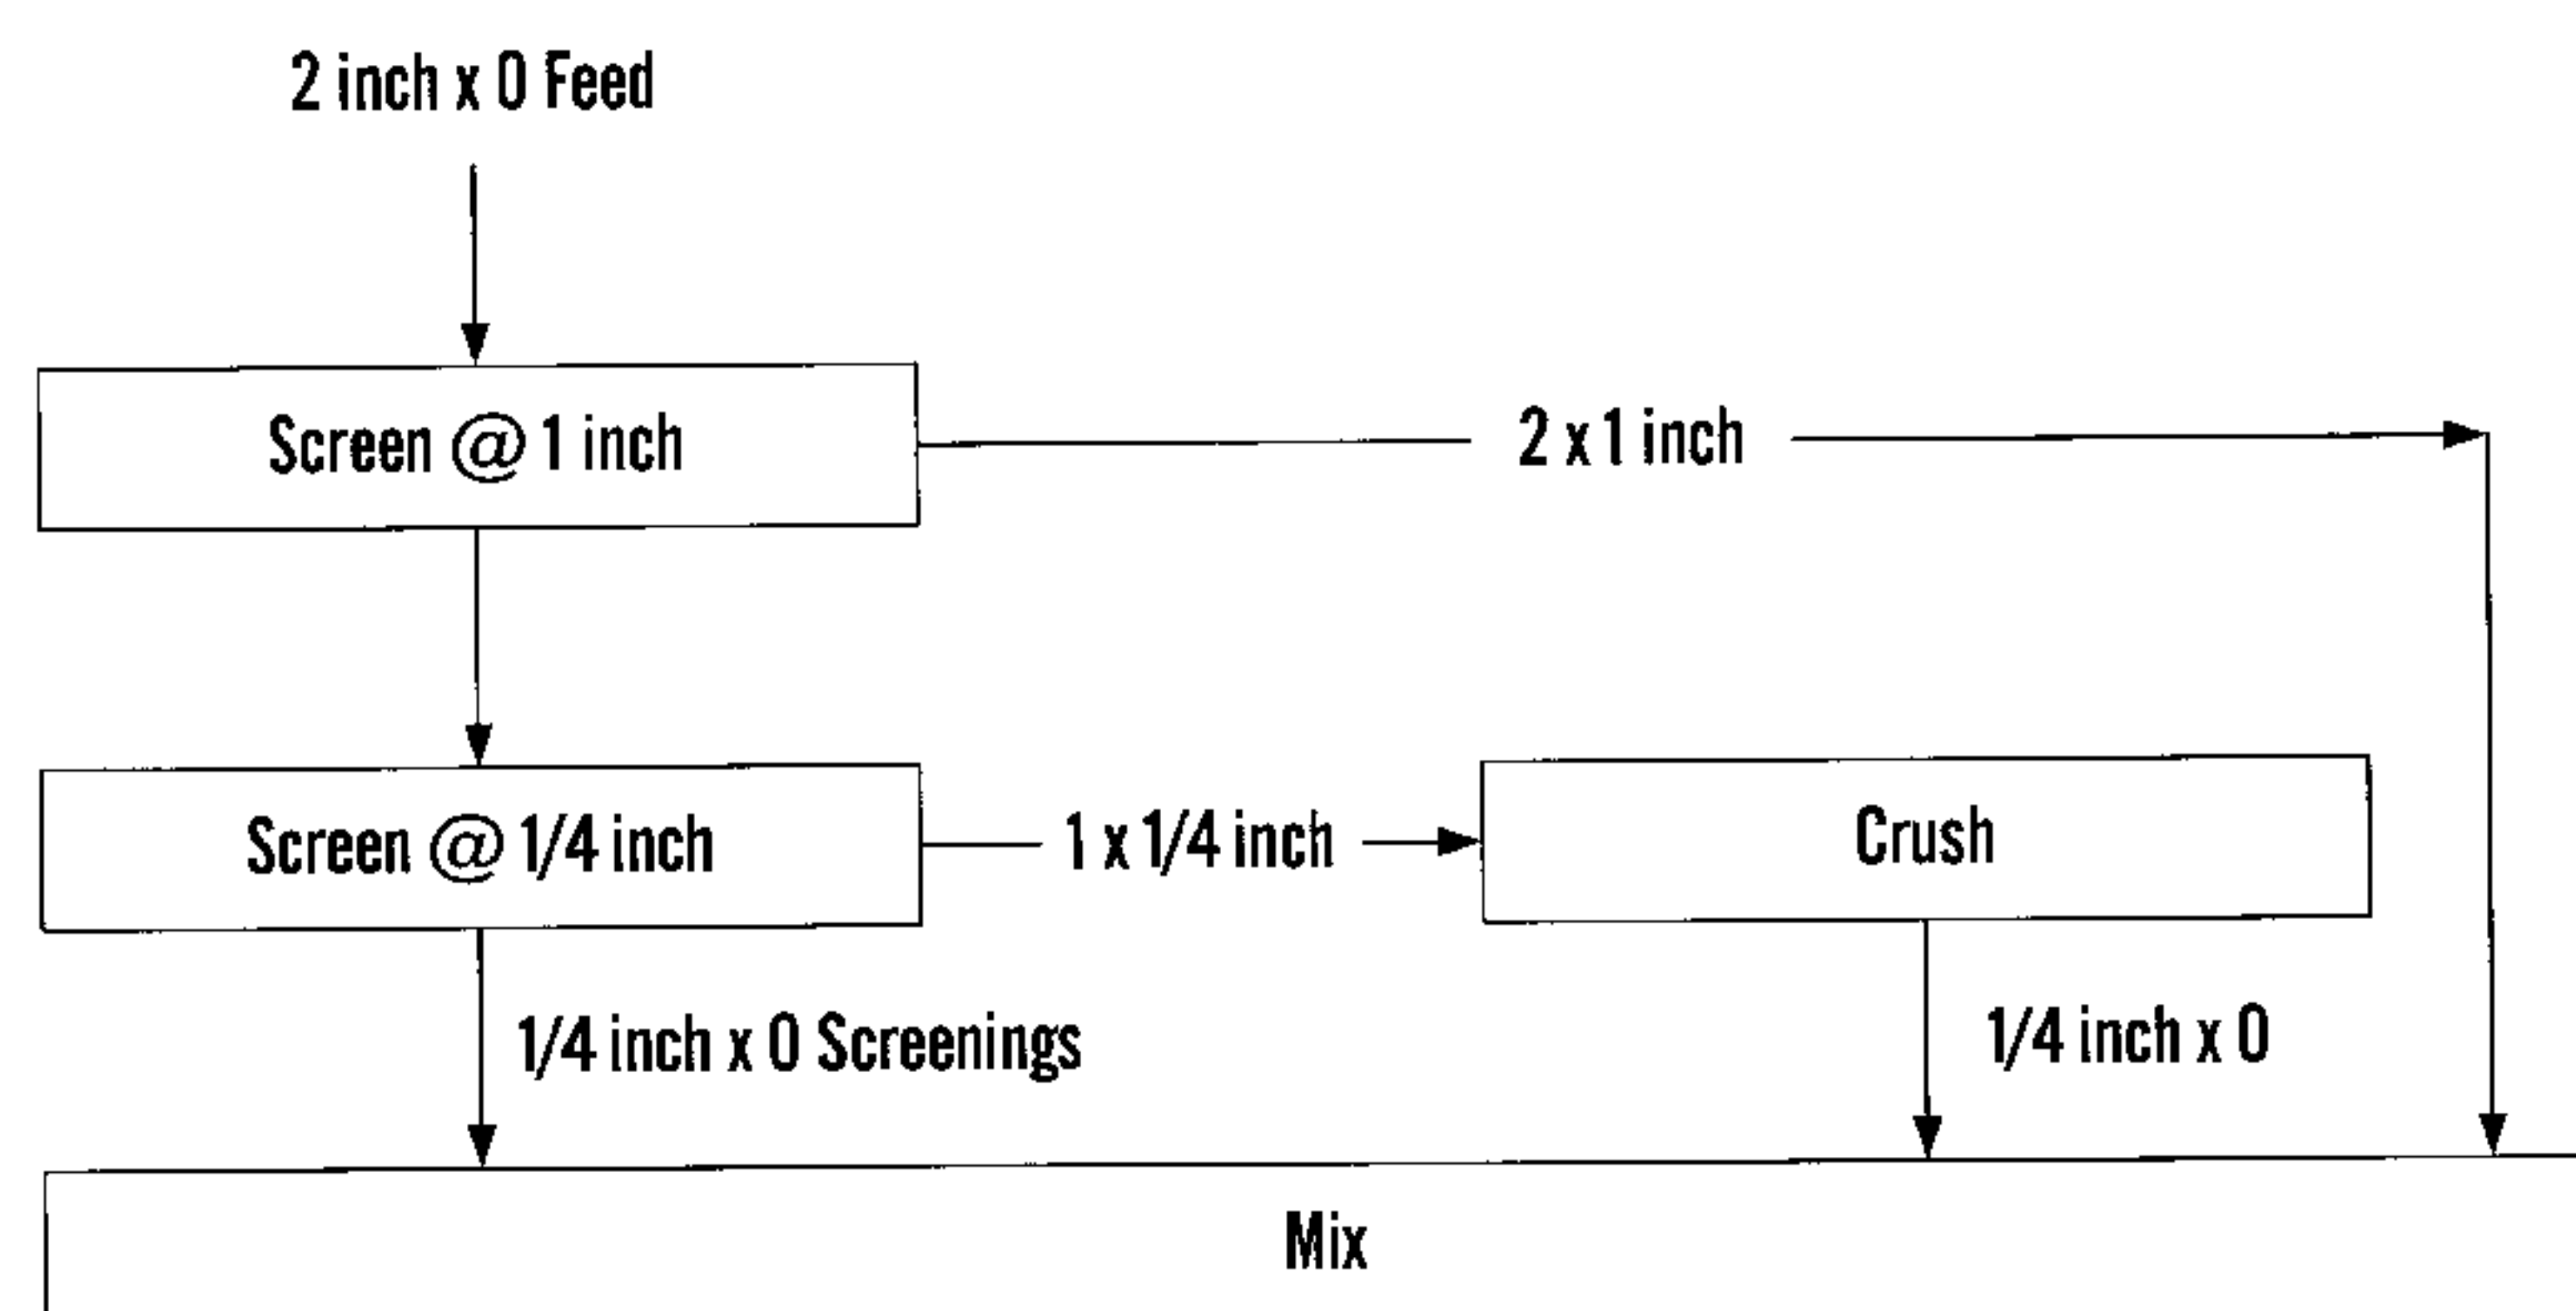 2 inch x 0 Feed
Screen @ 1 inch
2 x 1 inch
Screen @ 1/4 inch
1 x 1/4 inch
Crush
1/4 inch x 0 Screenings
1/4 inch x 0
Mix